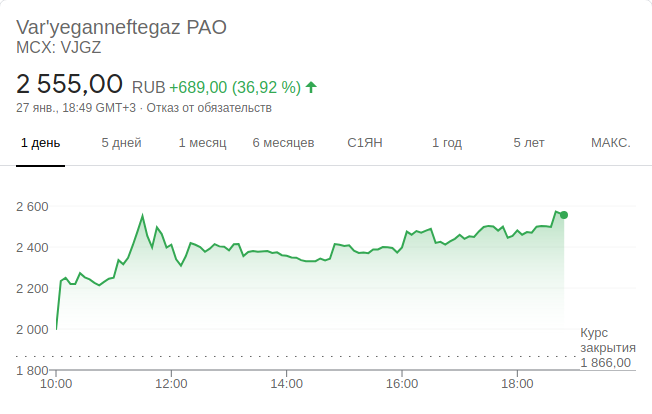 Var'yeganneftegaz PAO
MCX: VJGZ
2 555,00 RUB +689,00 (36,92 %)
27 янв., 18:49 GMT+3 · Отказ от обязательств
1 день 5 дней 1 месяц 6 месяцев С1ЯН 1 год 5 лет МАКС.
2 600
2 400
2 200
2 000
1 800
Курс
закрытия
1 866,00
10:00 12:00 14:00 16:00 18:00